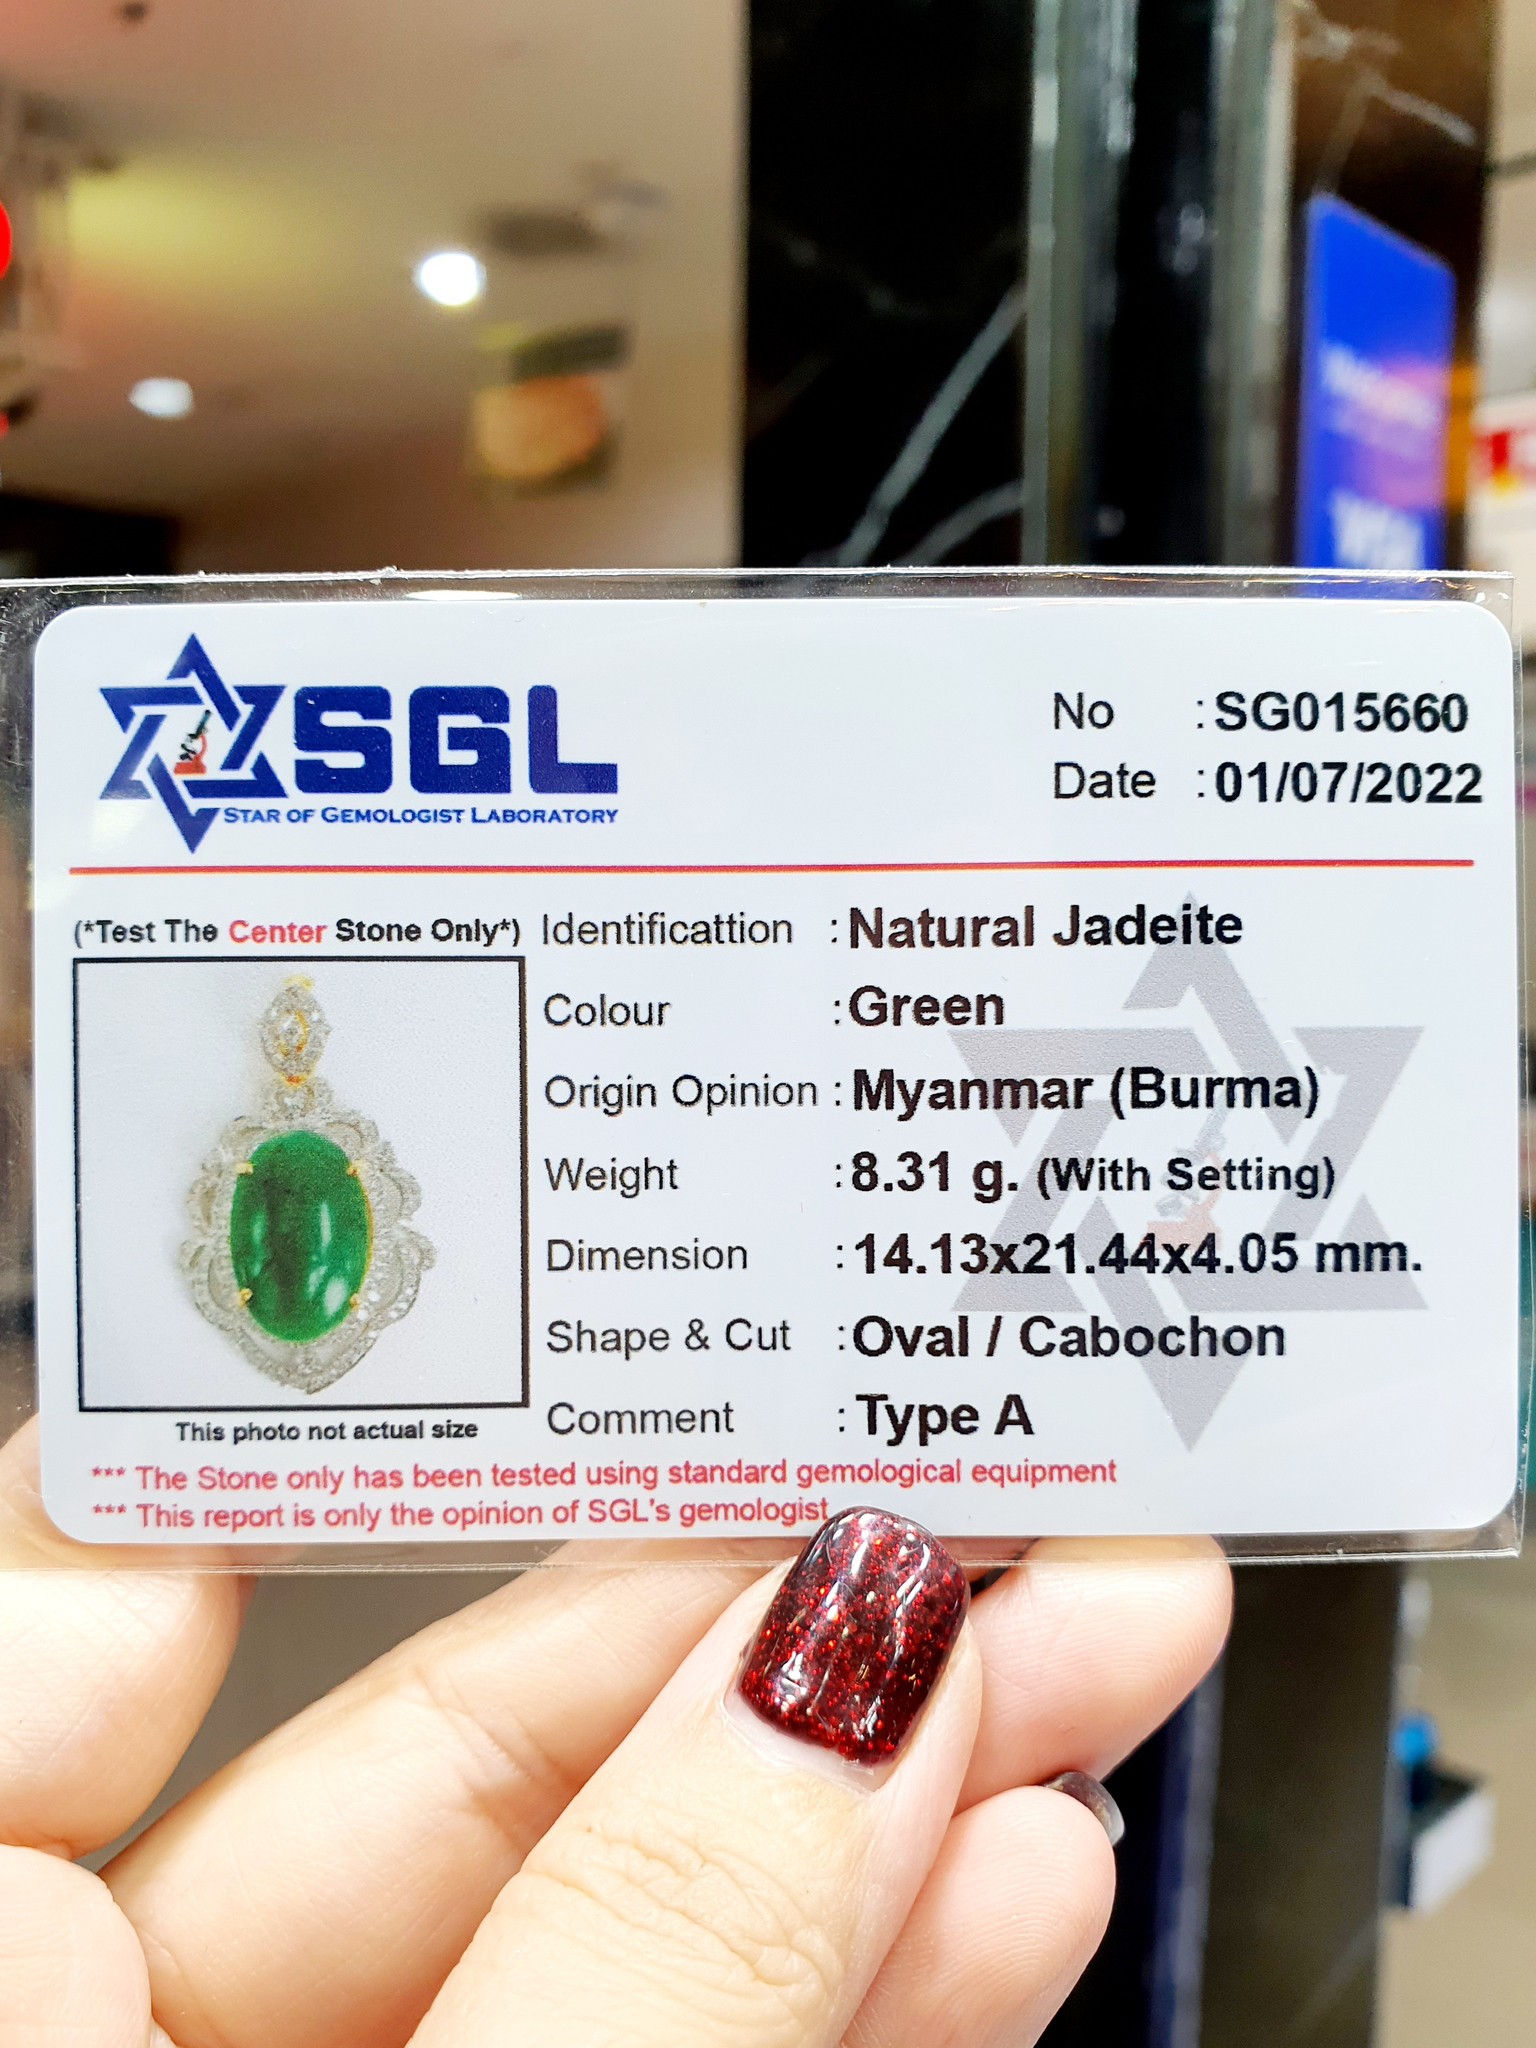 SGL
STAR OF GEMOLOGIST LABORATORY
No : SG015660
Date : 01/07/2022
(*Test The Center Stone Only*)
Identificattion : Natural Jadeite
Colour : Green
Origin Opinion : Myanmar (Burma)
Weight : 8.31 g. (With Setting)
Dimension : 14.13x21.44x4.05 mm.
Shape & Cut : Oval / Cabochon
Comment : Type A
This photo not actual size
*** The Stone only has been tested using standard gemological equipment
*** This report is only the opinion of SGL's gemologist